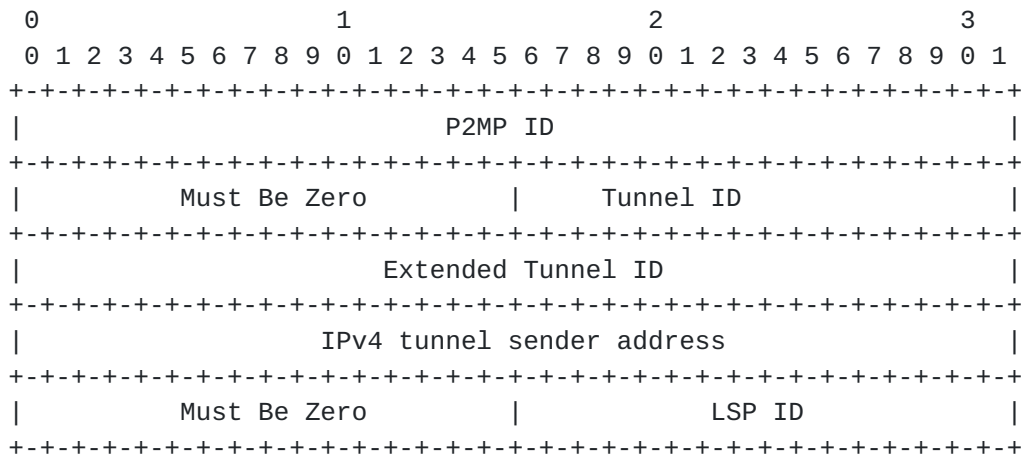 0                   1                   2                   3
 0 1 2 3 4 5 6 7 8 9 0 1 2 3 4 5 6 7 8 9 0 1 2 3 4 5 6 7 8 9 0 1
+-+-+-+-+-+-+-+-+-+-+-+-+-+-+-+-+-+-+-+-+-+-+-+-+-+-+-+-+-+-+-+-+
|                           P2MP ID                             |
+-+-+-+-+-+-+-+-+-+-+-+-+-+-+-+-+-+-+-+-+-+-+-+-+-+-+-+-+-+-+-+-+
|          Must Be Zero         |     Tunnel ID                 |
+-+-+-+-+-+-+-+-+-+-+-+-+-+-+-+-+-+-+-+-+-+-+-+-+-+-+-+-+-+-+-+-+
|                       Extended Tunnel ID                      |
+-+-+-+-+-+-+-+-+-+-+-+-+-+-+-+-+-+-+-+-+-+-+-+-+-+-+-+-+-+-+-+-+
|                   IPv4 tunnel sender address                  |
+-+-+-+-+-+-+-+-+-+-+-+-+-+-+-+-+-+-+-+-+-+-+-+-+-+-+-+-+-+-+-+-+
|          Must Be Zero         |            LSP ID             |
+-+-+-+-+-+-+-+-+-+-+-+-+-+-+-+-+-+-+-+-+-+-+-+-+-+-+-+-+-+-+-+-+